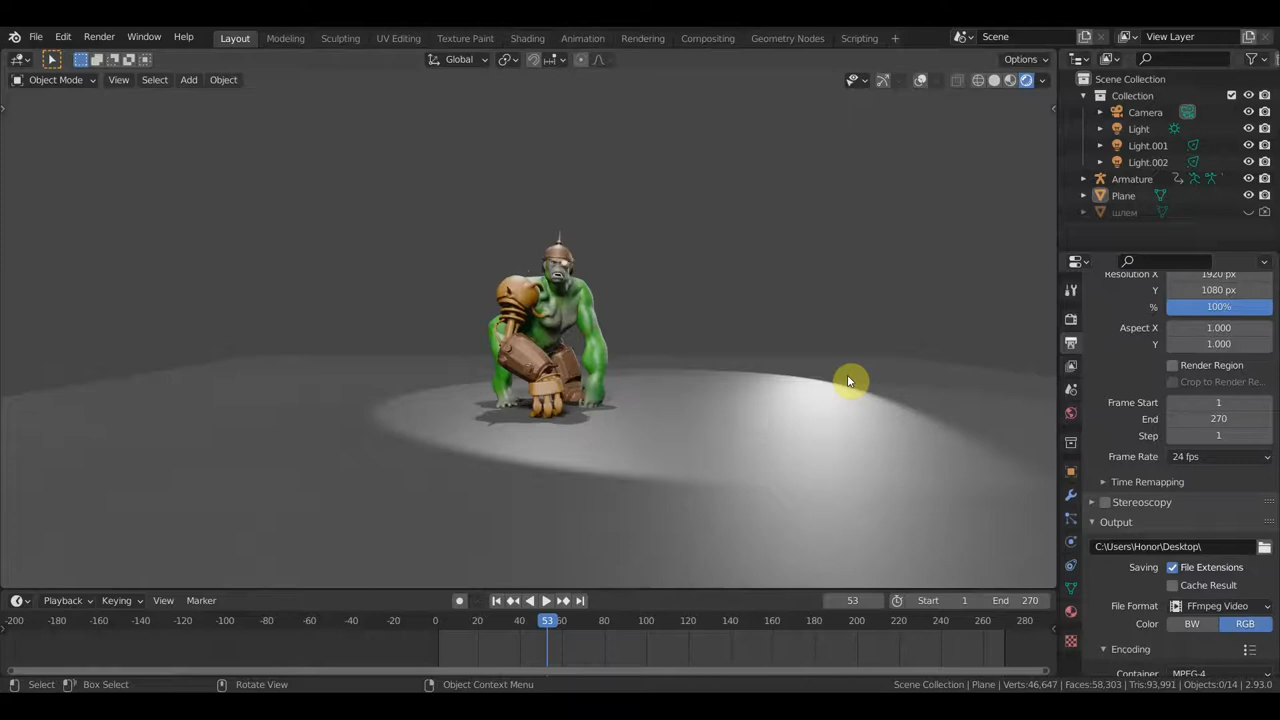 File Edit Render Window Help Layout Modeling Sculpting UV Editing Texture Paint Shading Animation Rendering Compositing Geometry Nodes Scripting + Scene View Layer
Global Options
Object Mode View Select Add Object
Scene Collection
Collection
Camera
Light
Light.001
Light.002
Armature
Plane
шлем
Resolution X 1920 px
Y 1080 px
% 100%
Aspect X 1.000
Y 1.000
Render Region
Crop to Render Re...
Frame Start 1
End 270
Step 1
Frame Rate 24 fps
Time Remapping
Stereoscopy
Output
C:\Users\Honor\Desktop\
Saving File Extensions
Cache Result
File Format FFmpeg Video
Color BW RGB
Encoding
Container MPEG-4
Playback Keying View Marker 53 Start 1 End 270
-200 -180 -160 -140 -120 -100 -80 -60 -40 -20 0 20 40 53 60 80 100 120 140 160 180 200 220 240 260 280
Select Box Select Rotate View Object Context Menu Scene Collection | Plane | Verts:46,647 | Faces:58,303 | Tris:93,991 | Objects:0/14 | 2.93.0